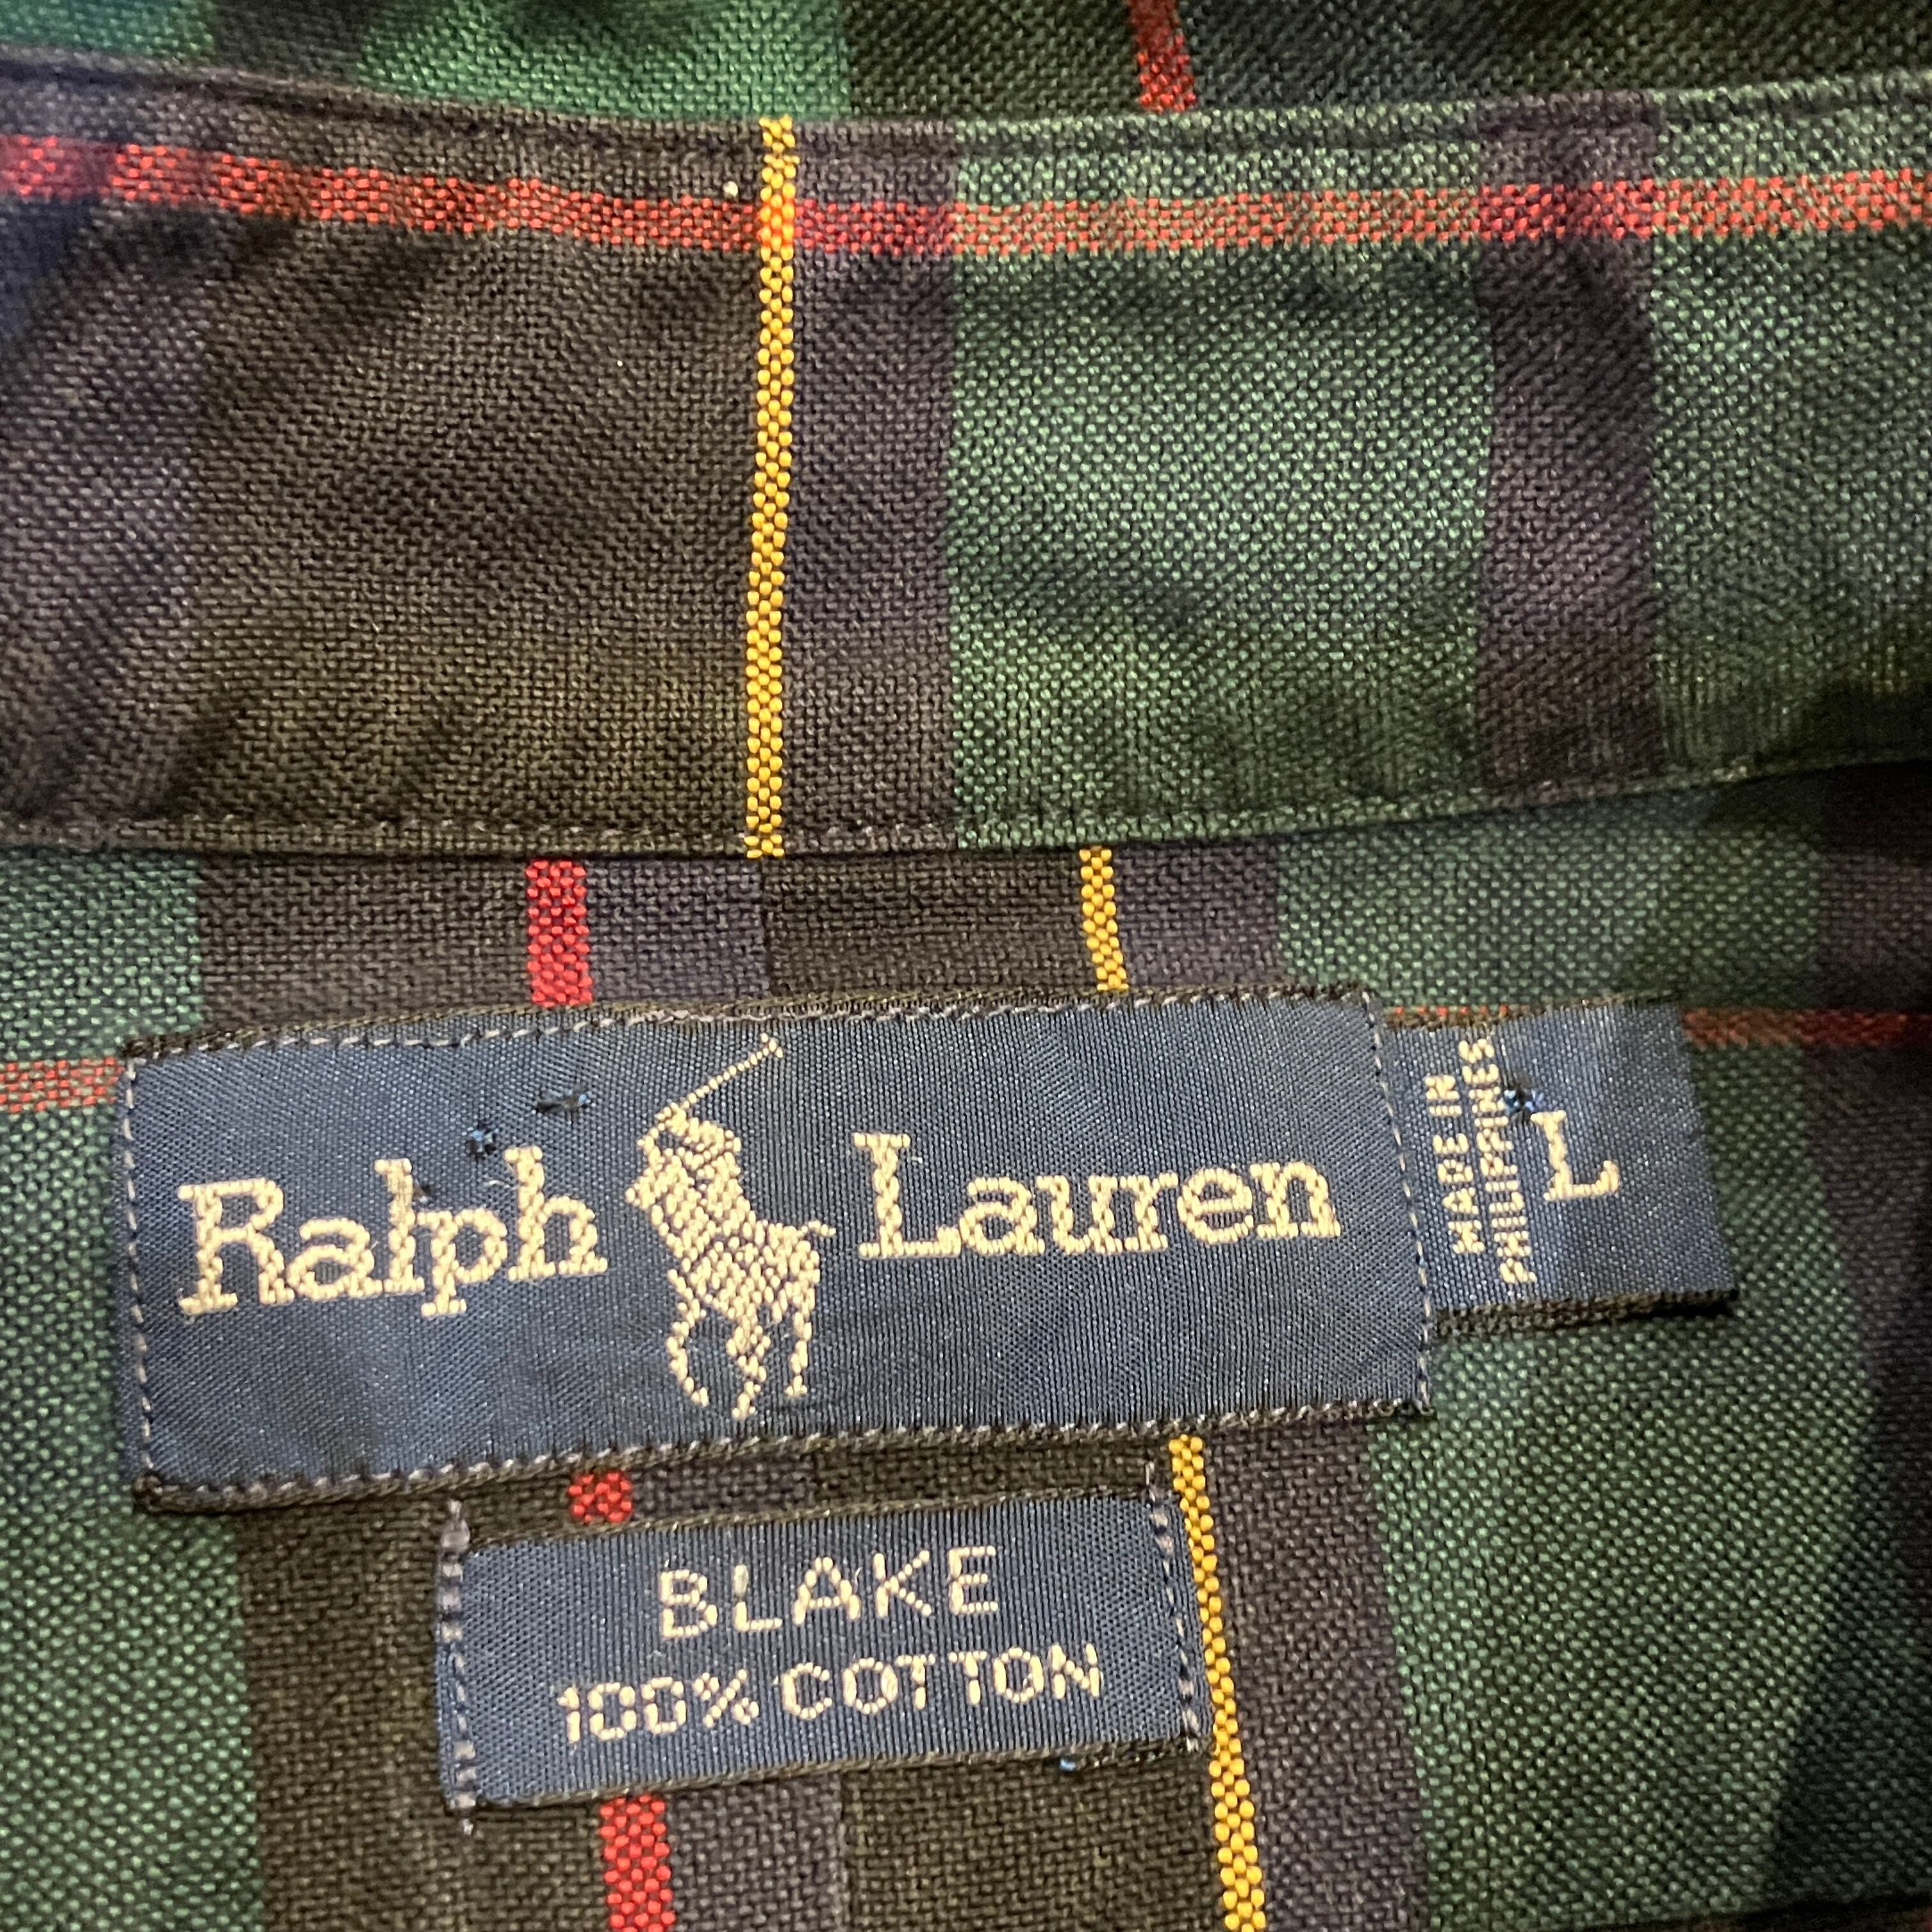 Ralph Lauren
MADE IN
PHILIPPINES
L
BLAKE
100% COTTON